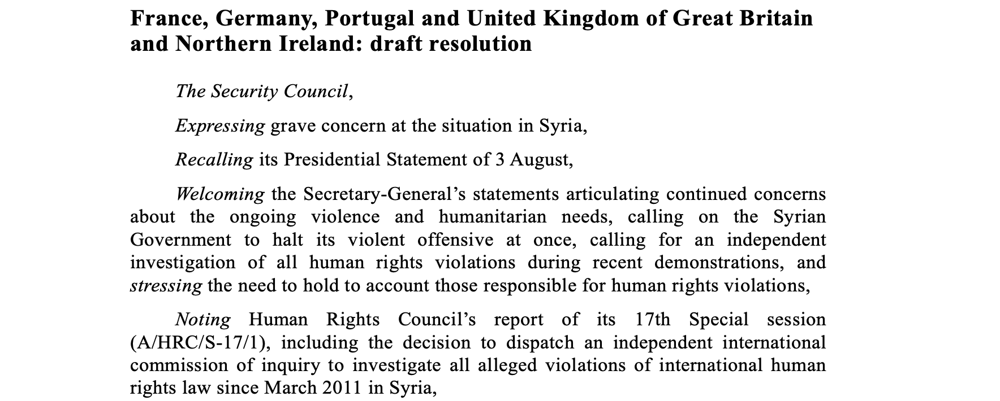 France, Germany, Portugal and United Kingdom of Great Britain
and Northern Ireland: draft resolution
The Security Council,
Expressing grave concern at the situation in Syria,
Recalling its Presidential Statement of 3 August,
Welcoming the Secretary-General’s statements articulating continued concerns
about the ongoing violence and humanitarian needs, calling on the Syrian
Government to halt its violent offensive at once, calling for an independent
investigation of all human rights violations during recent demonstrations, and
stressing the need to hold to account those responsible for human rights violations,
Noting Human Rights Council’s report of its 17th Special session
(A/HRC/S-17/1), including the decision to dispatch an independent international
commission of inquiry to investigate all alleged violations of international human
rights law since March 2011 in Syria,